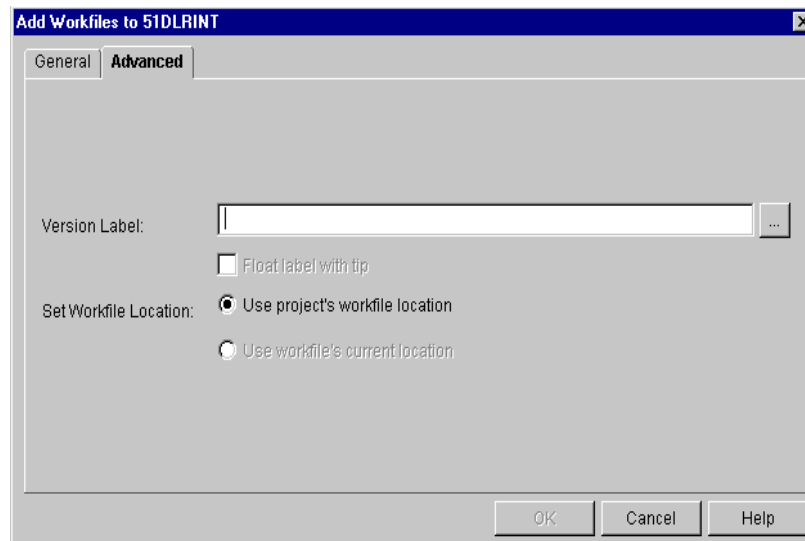 Add Workfiles to 51DLRINT
General Advanced
Version Label: ...
Float label with tip
Set Workfile Location: Use project's workfile location
Use workfile's current location
OK Cancel Help